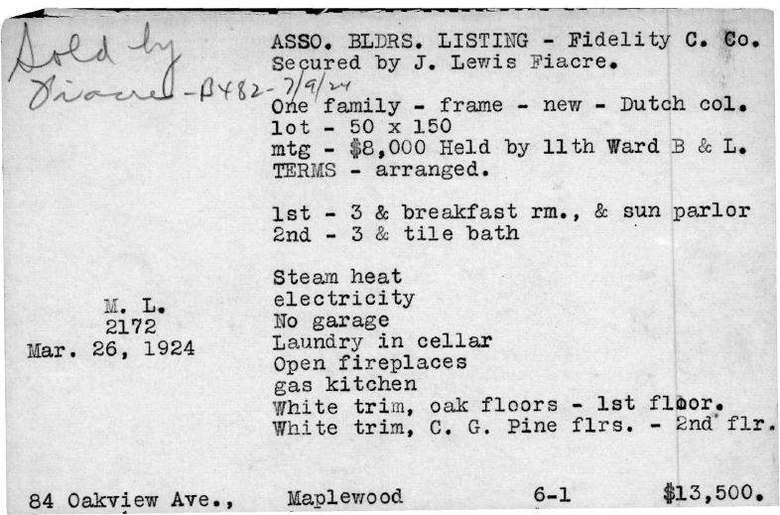 Sold by
Fiacre - B482 - 7/9/24
ASSO. BLDRS. LISTING - Fidelity C. Co.
Secured by J. Lewis Fiacre.
One family - frame - new - Dutch col.
lot - 50 x 150
mtg - $8,000 Held by 11th Ward B & L.
TERMS - arranged.
1st - 3 & breakfast rm., & sun parlor
2nd - 3 & tile bath
Steam heat
electricity
No garage
Laundry in cellar
Open fireplaces
gas kitchen
White trim, oak floors - 1st floor.
White trim, C. G. Pine flrs. - 2nd flr.
M. L.
2172
Mar. 26, 1924
84 Oakview Ave., Maplewood 6-1 $13,500.